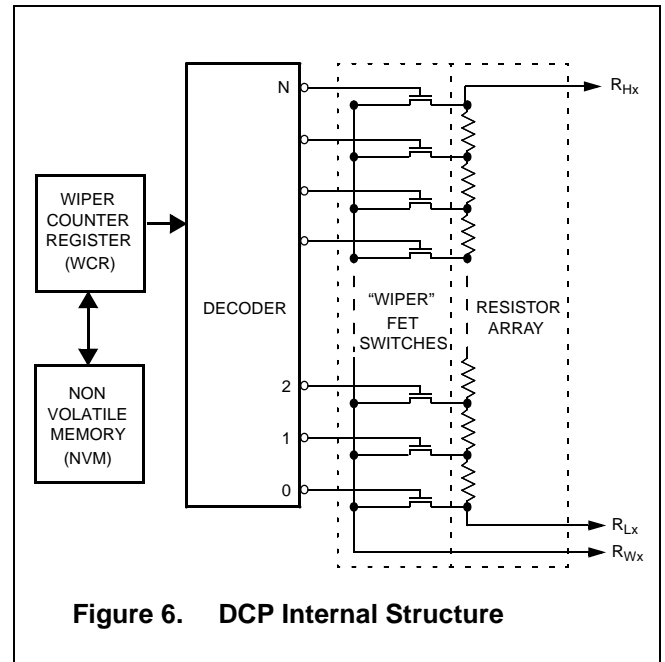 N
R_Hx
WIPER
COUNTER
REGISTER
(WCR)
DECODER
"WIPER"
FET
SWITCHES
RESISTOR
ARRAY
NON
VOLATILE
MEMORY
(NVM)
2
1
0
R_Lx
R_Wx
Figure 6. DCP Internal Structure